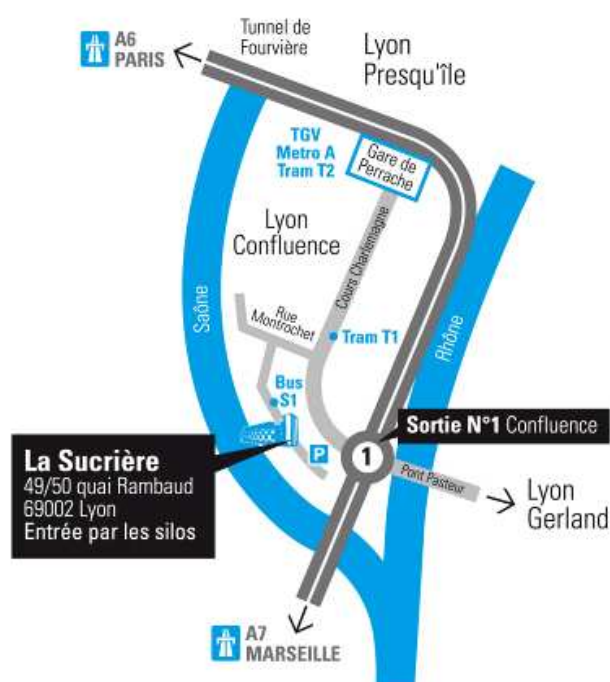 A6
PARIS
Tunnel de
Fourvière
Lyon
Presqu'île
TGV
Metro A
Tram T2
Gare de
Perrache
Lyon
Confluence
Cours Charlemagne
Saône
Rhône
Rue
Montrochet
Tram T1
Bus
S1
P
1
Sortie N°1 Confluence
La Sucrière
49/50 quai Rambaud
69002 Lyon
Entrée par les silos
Pont Pasteur
Lyon
Gerland
A7
MARSEILLE